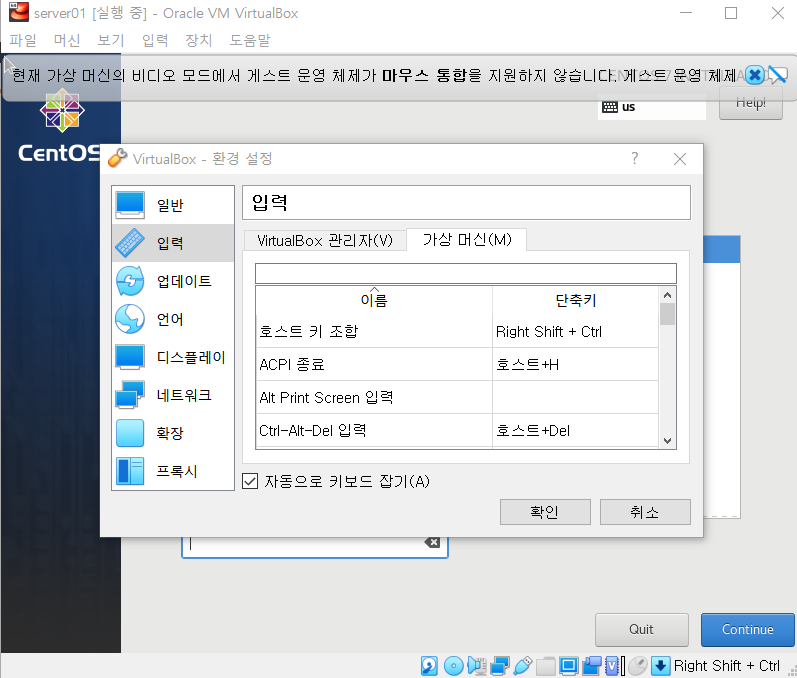 server01 [실행 중] - Oracle VM VirtualBox
파일 머신 보기 입력 장치 도움말
현재 가상 머신의 비디오 모드에서 게스트 운영 체제가 마우스 통합을 지원하지 않습니다. 게스트 운영 체제
us
Help!
CentOS
VirtualBox - 환경 설정
일반
입력
업데이트
언어
디스플레이
네트워크
확장
프록시
입력
VirtualBox 관리자(V) 가상 머신(M)
이름 단축키
호스트 키 조합 Right Shift + Ctrl
ACPI 종료 호스트+H
Alt Print Screen 입력
Ctrl-Alt-Del 입력 호스트+Del
자동으로 키보드 잡기(A)
확인 취소
Quit Continue
Right Shift + Ctrl